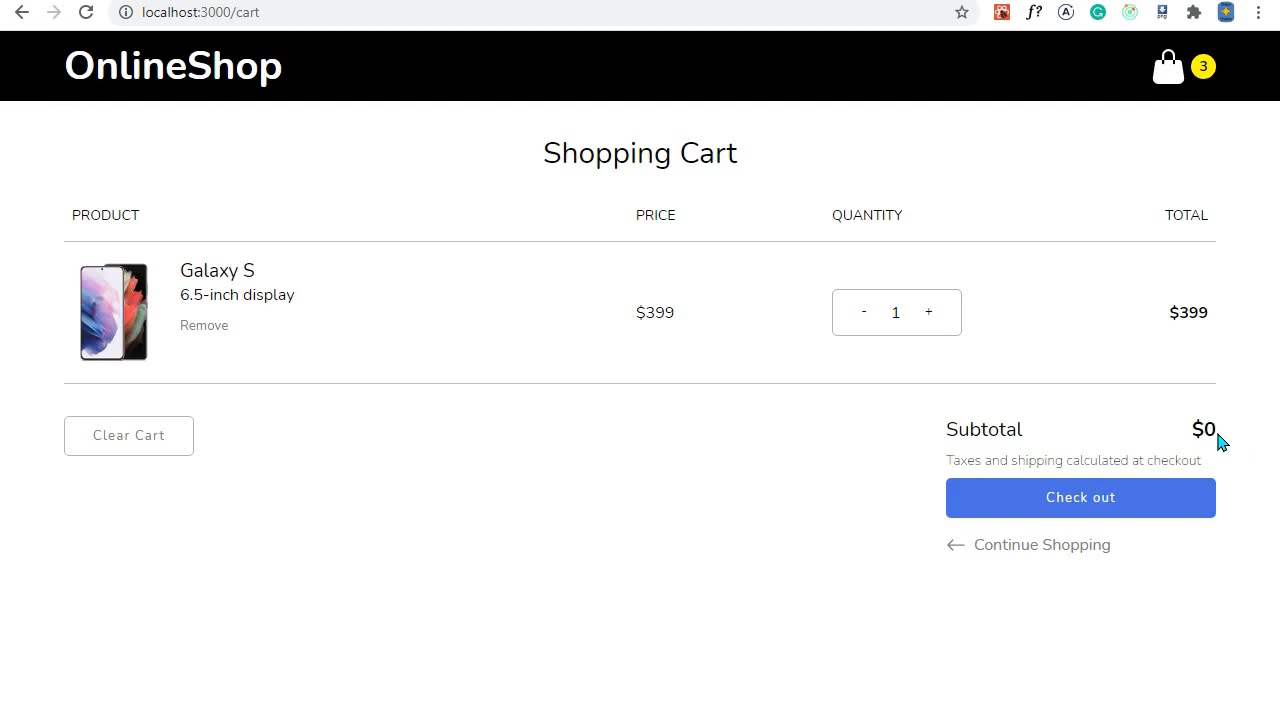 localhost:3000/cart
f?
OnlineShop
3
Shopping Cart
PRODUCT PRICE QUANTITY TOTAL
Galaxy S
6.5-inch display
Remove
$399
- 1 +
$399
Clear Cart
Subtotal $0
Taxes and shipping calculated at checkout
Check out
← Continue Shopping